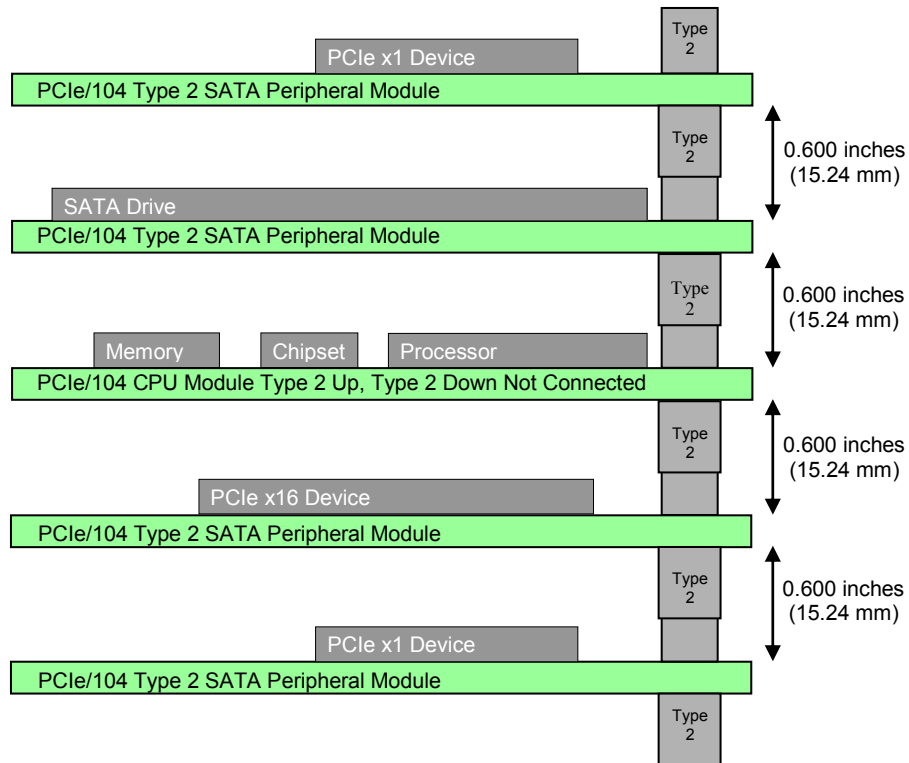 Type
2
PCIe x1 Device
PCIe/104 Type 2 SATA Peripheral Module
Type
2
0.600 inches
(15.24 mm)
SATA Drive
PCIe/104 Type 2 SATA Peripheral Module
Type
2
0.600 inches
(15.24 mm)
Memory
Chipset
Processor
PCIe/104 CPU Module Type 2 Up, Type 2 Down Not Connected
Type
2
0.600 inches
(15.24 mm)
PCIe x16 Device
PCIe/104 Type 2 SATA Peripheral Module
Type
2
0.600 inches
(15.24 mm)
PCIe x1 Device
PCIe/104 Type 2 SATA Peripheral Module
Type
2